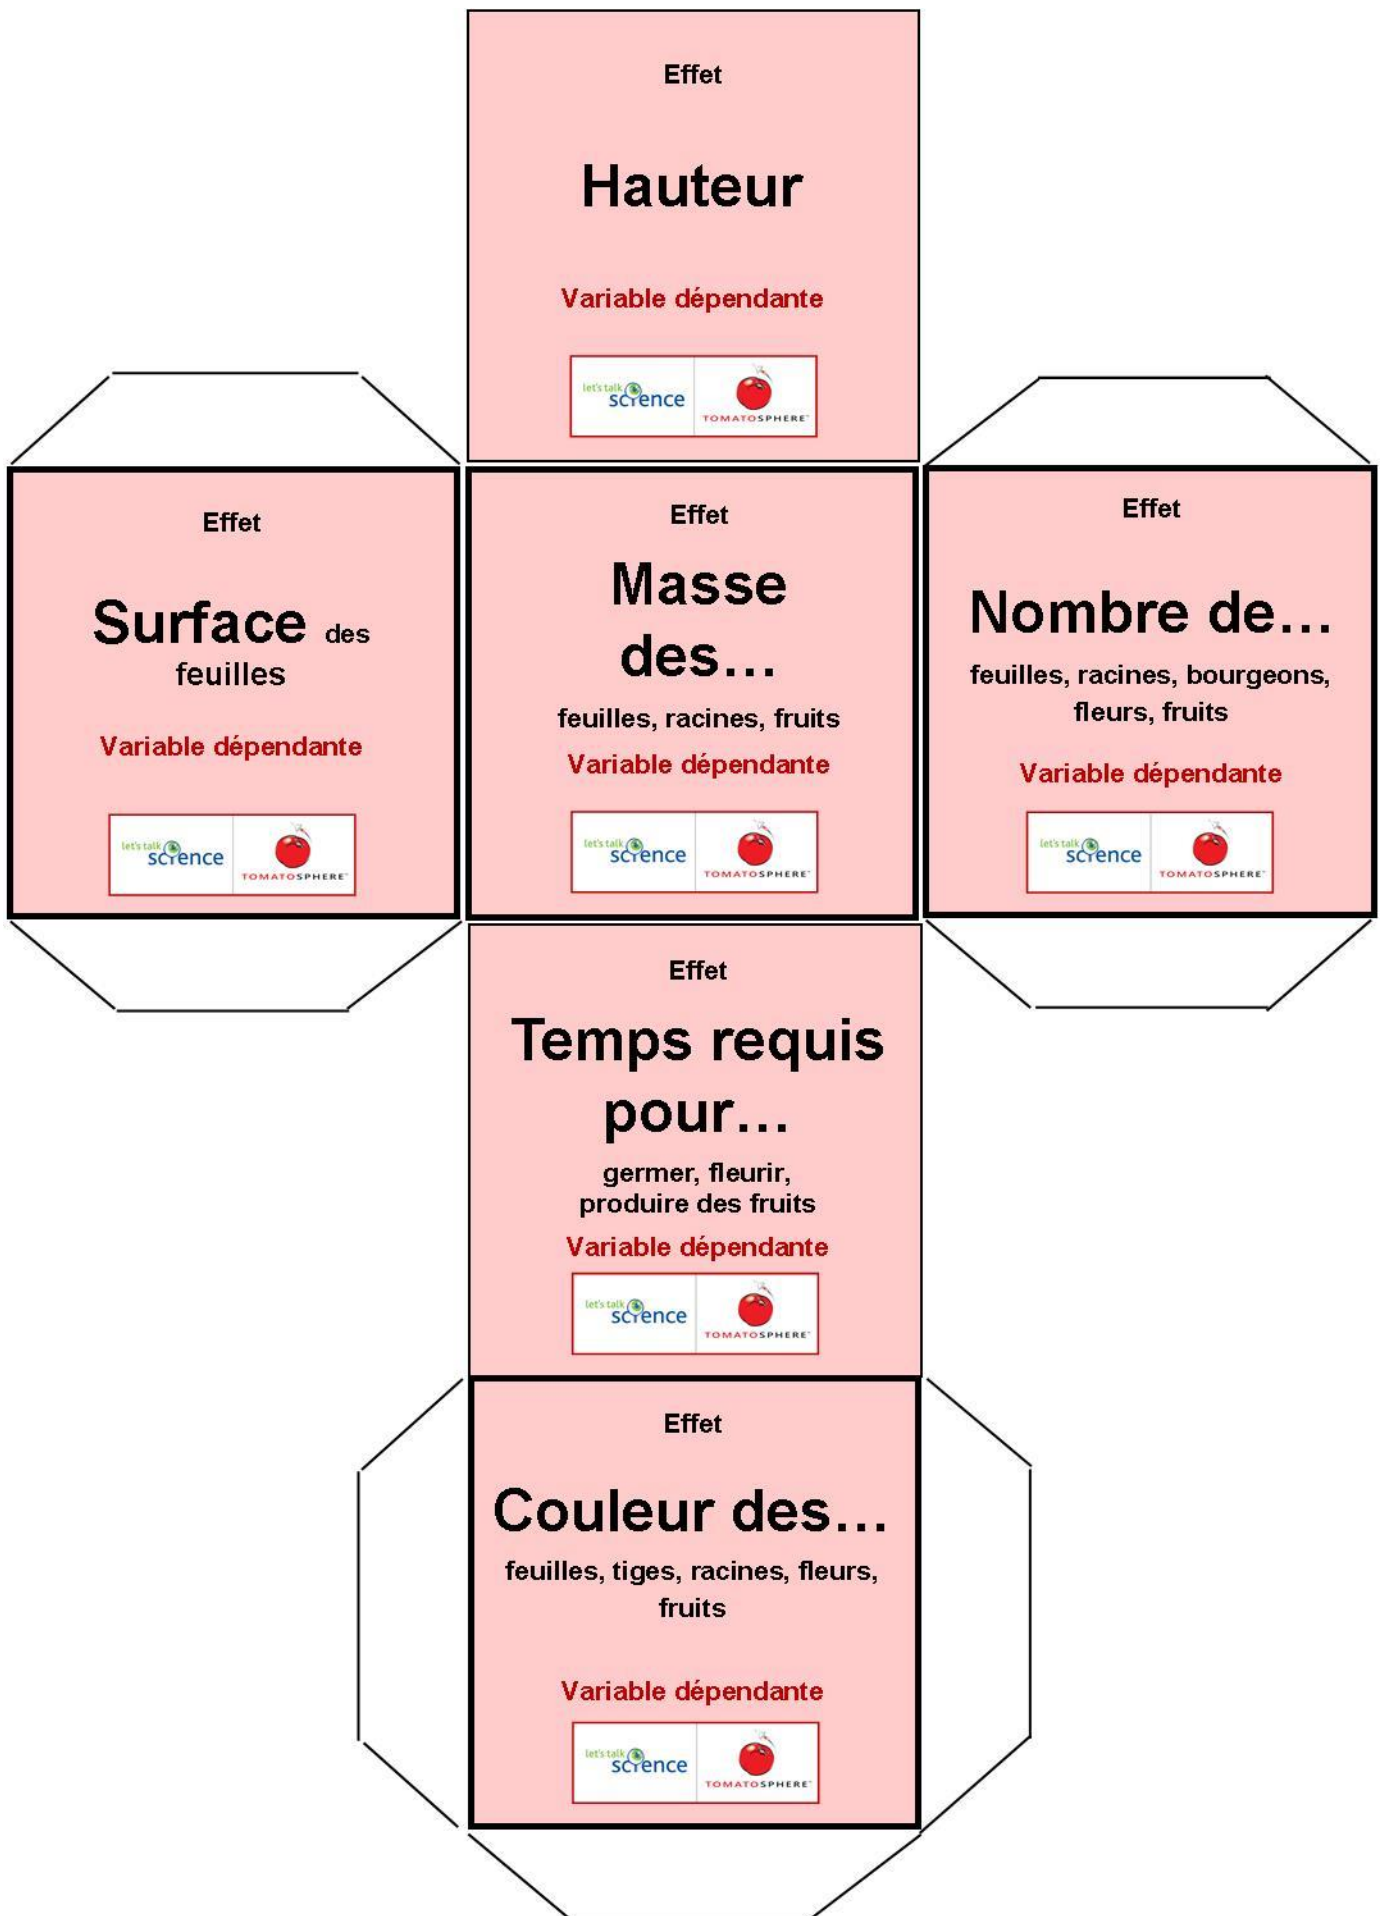 Effet
Hauteur
Variable dépendante
let's talk
science
TOMATOSPHERE
Effet
Surface des
feuilles
Variable dépendante
let's talk
science
TOMATOSPHERE
Effet
Masse
des...
feuilles, racines, fruits
Variable dépendante
let's talk
science
TOMATOSPHERE
Effet
Nombre de...
feuilles, racines, bourgeons,
fleurs, fruits
Variable dépendante
let's talk
science
TOMATOSPHERE
Effet
Temps requis
pour...
germer, fleurir,
produire des fruits
Variable dépendante
let's talk
science
TOMATOSPHERE
Effet
Couleur des...
feuilles, tiges, racines, fleurs,
fruits
Variable dépendante
let's talk
science
TOMATOSPHERE